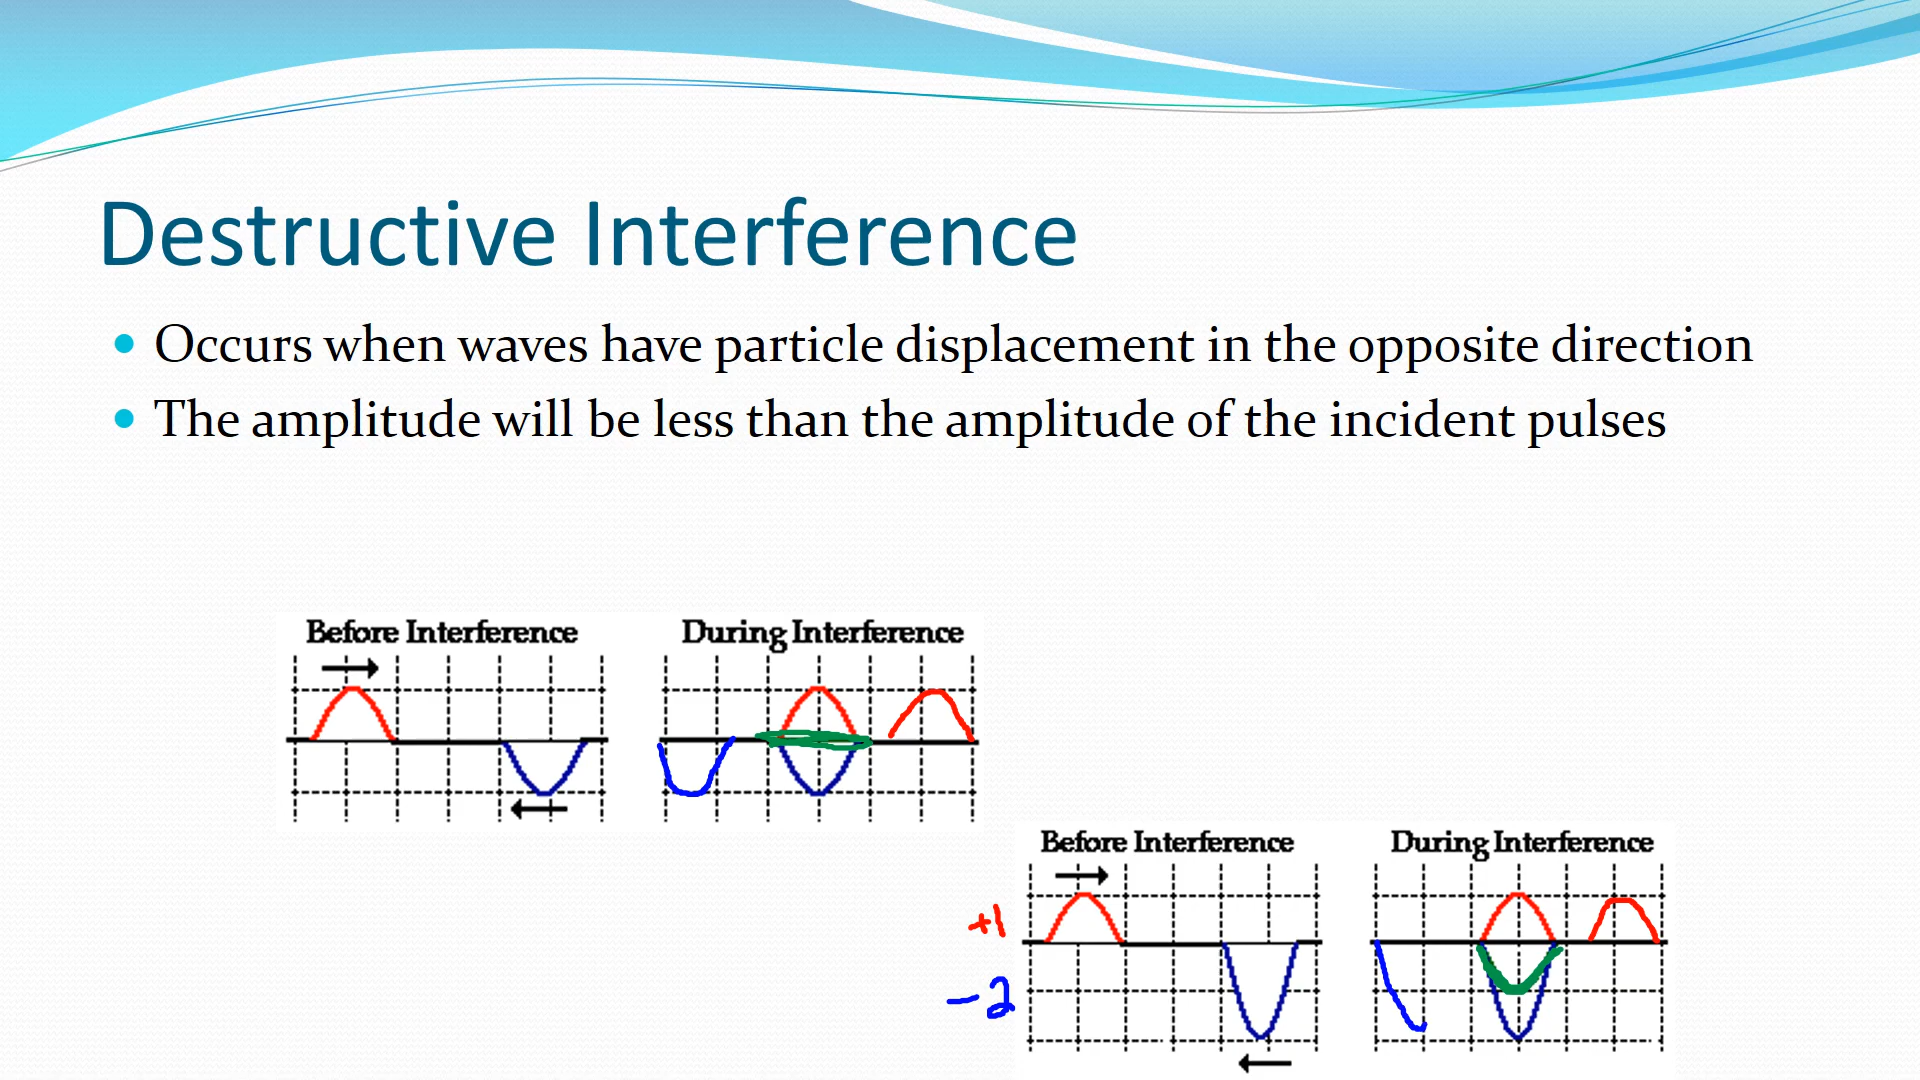 Destructive Interference
Occurs when waves have particle displacement in the opposite direction
The amplitude will be less than the amplitude of the incident pulses
Before Interference
During Interference
Before Interference
During Interference
+1
-2